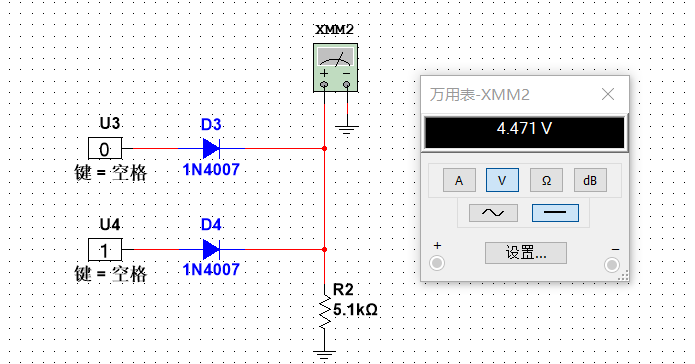 XMM2
+ −
U3
0
键 = 空格
D3
1N4007
U4
1
键 = 空格
D4
1N4007
R2
5.1kΩ
万用表-XMM2
4.471 V
A
V
Ω
dB
+
设置...
−